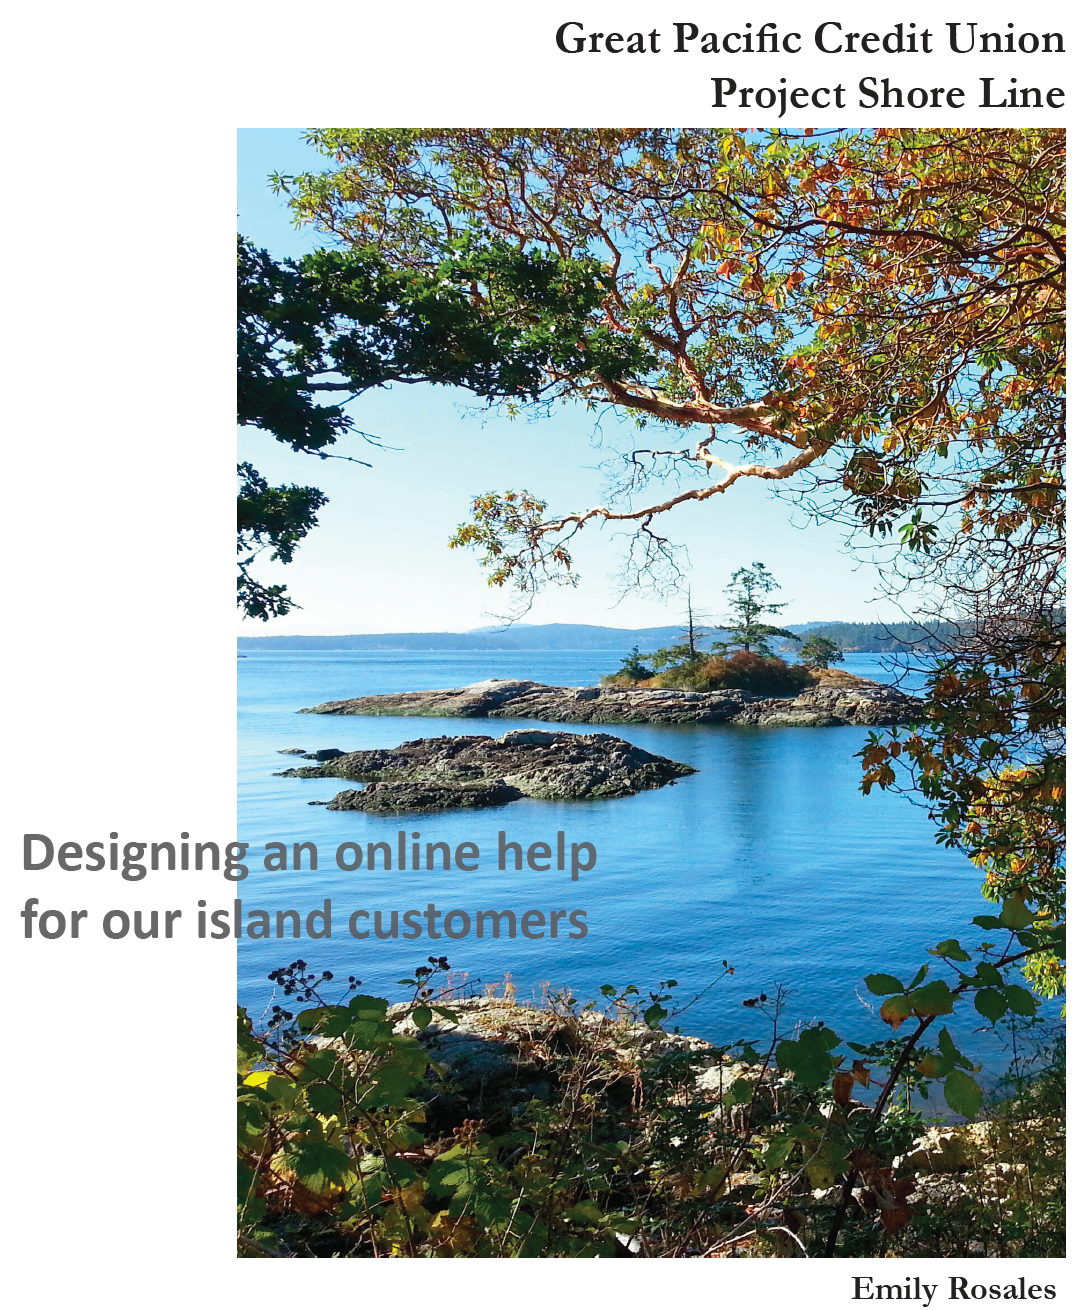 Great Pacific Credit Union
Project Shore Line
Designing an online help
for our island customers
Emily Rosales